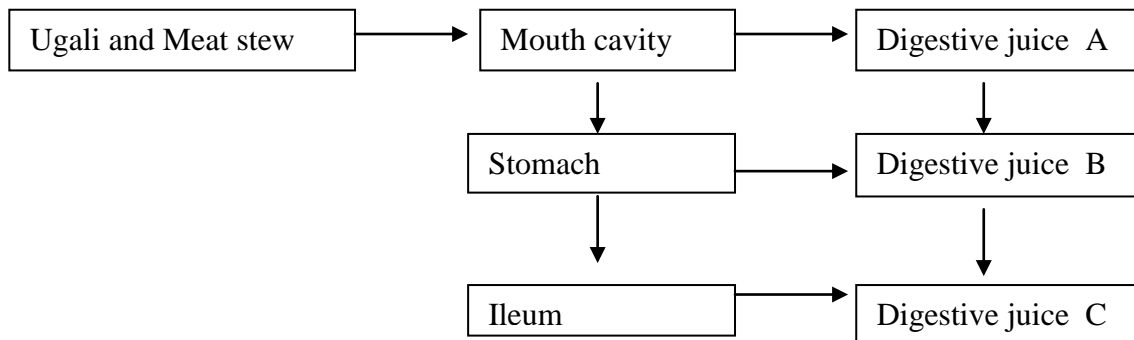 Ugali and Meat stew
Mouth cavity
Digestive juice A
Stomach
Digestive juice B
Ileum
Digestive juice C